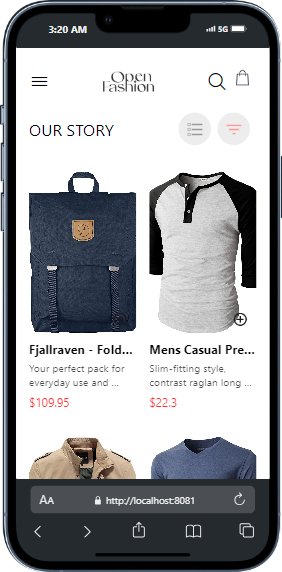 3:20 AM
5G
Open
Fashion
OUR STORY
Fjallraven - Fold...
Mens Casual Pre...
Your perfect pack for
everyday use and ...
Slim-fitting style,
contrast raglan long ...
$109.95
$22.3
AA
http://localhost:8081